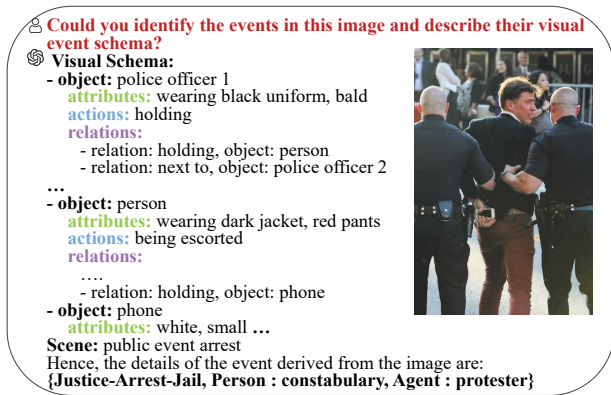 Could you identify the events in this image and describe their visual
event schema?
Visual Schema:
- object: police officer 1
attributes: wearing black uniform, bald
actions: holding
relations:
- relation: holding, object: person
- relation: next to, object: police officer 2
...
- object: person
attributes: wearing dark jacket, red pants
actions: being escorted
relations:
....
- relation: holding, object: phone
- object: phone
attributes: white, small ...
Scene: public event arrest
Hence, the details of the event derived from the image are:
{Justice-Arrest-Jail, Person : constabulary, Agent : protester}